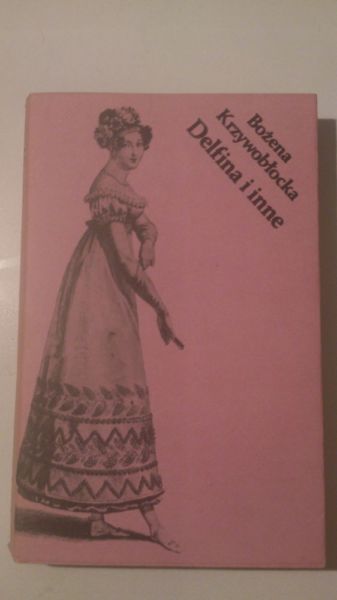 Bożena
Krzywobłocka
Delfina i inne